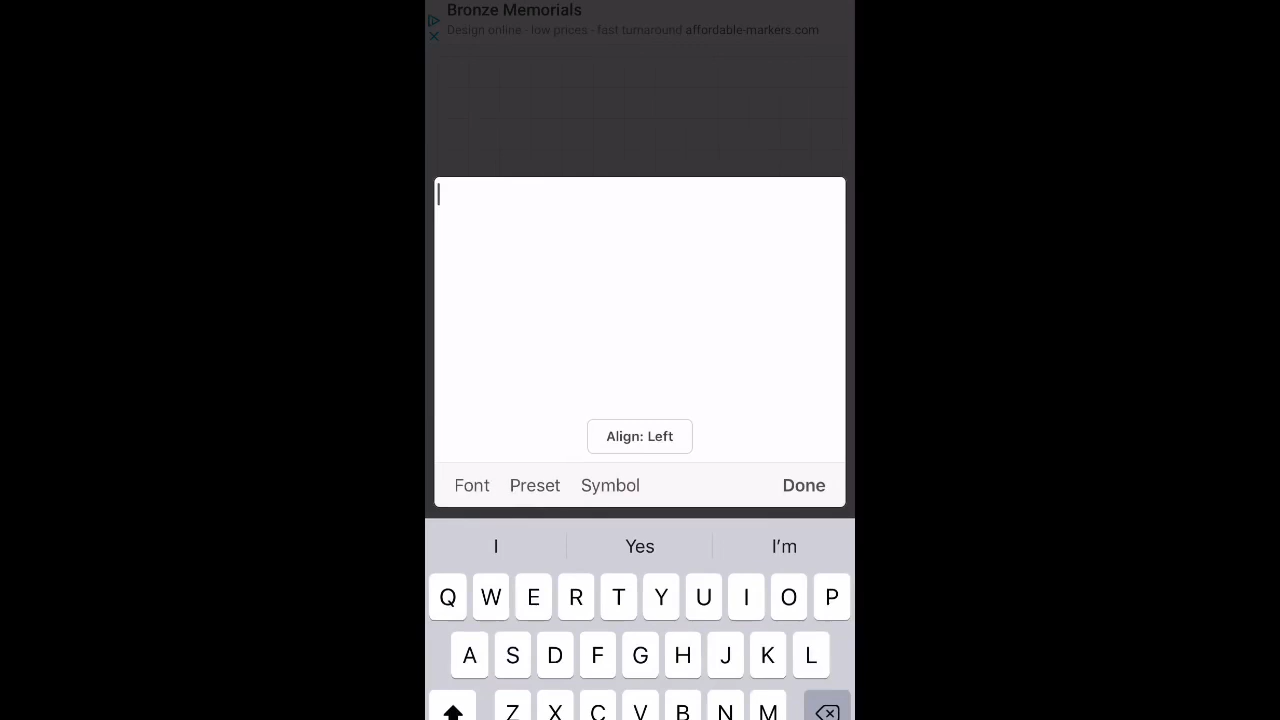 Bronze Memorials
Design online - low prices - fast turnaround affordable-markers.com
Align: Left
Font Preset Symbol Done
I Yes I'm
Q W E R T Y U I O P
A S D F G H J K L
Z X C V B N M